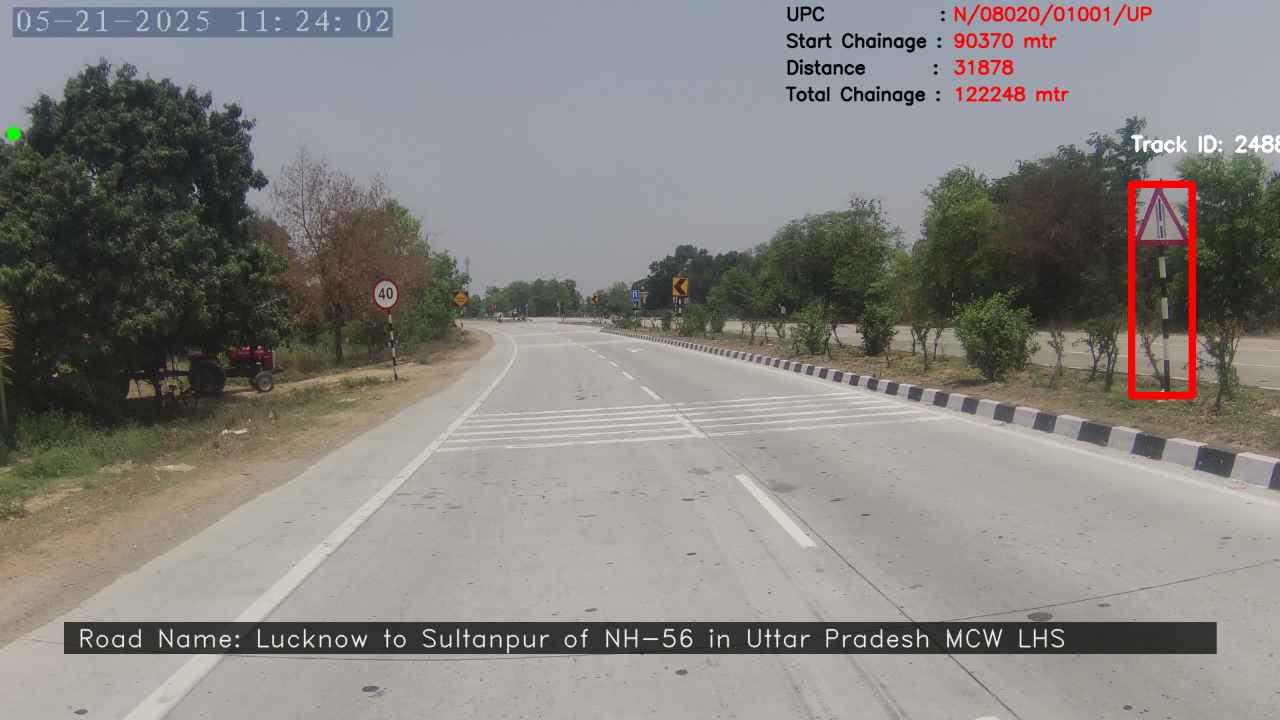 05-21-2025 11:24:02
UPC : N/08020/01001/UP
Start Chainage : 90370 mtr
Distance : 31878
Total Chainage : 122248 mtr
Track ID: 2488
40
Road Name: Lucknow to Sultanpur of NH-56 in Uttar Pradesh MCW LHS